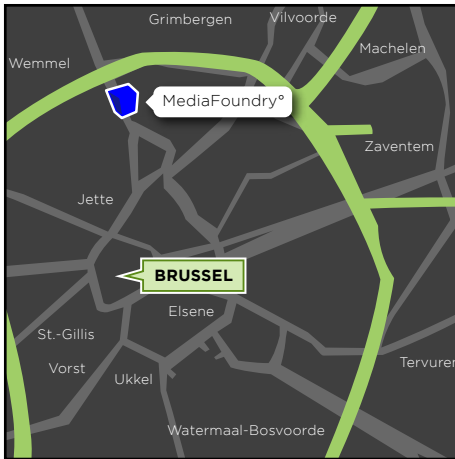 Grimbergen
Vilvoorde
Machelen
Wemmel
MediaFoundry°
Zaventem
Jette
BRUSSEL
Elsene
St.-Gillis
Vorst
Ukkel
Tervuren
Watermaal-Bosvoorde